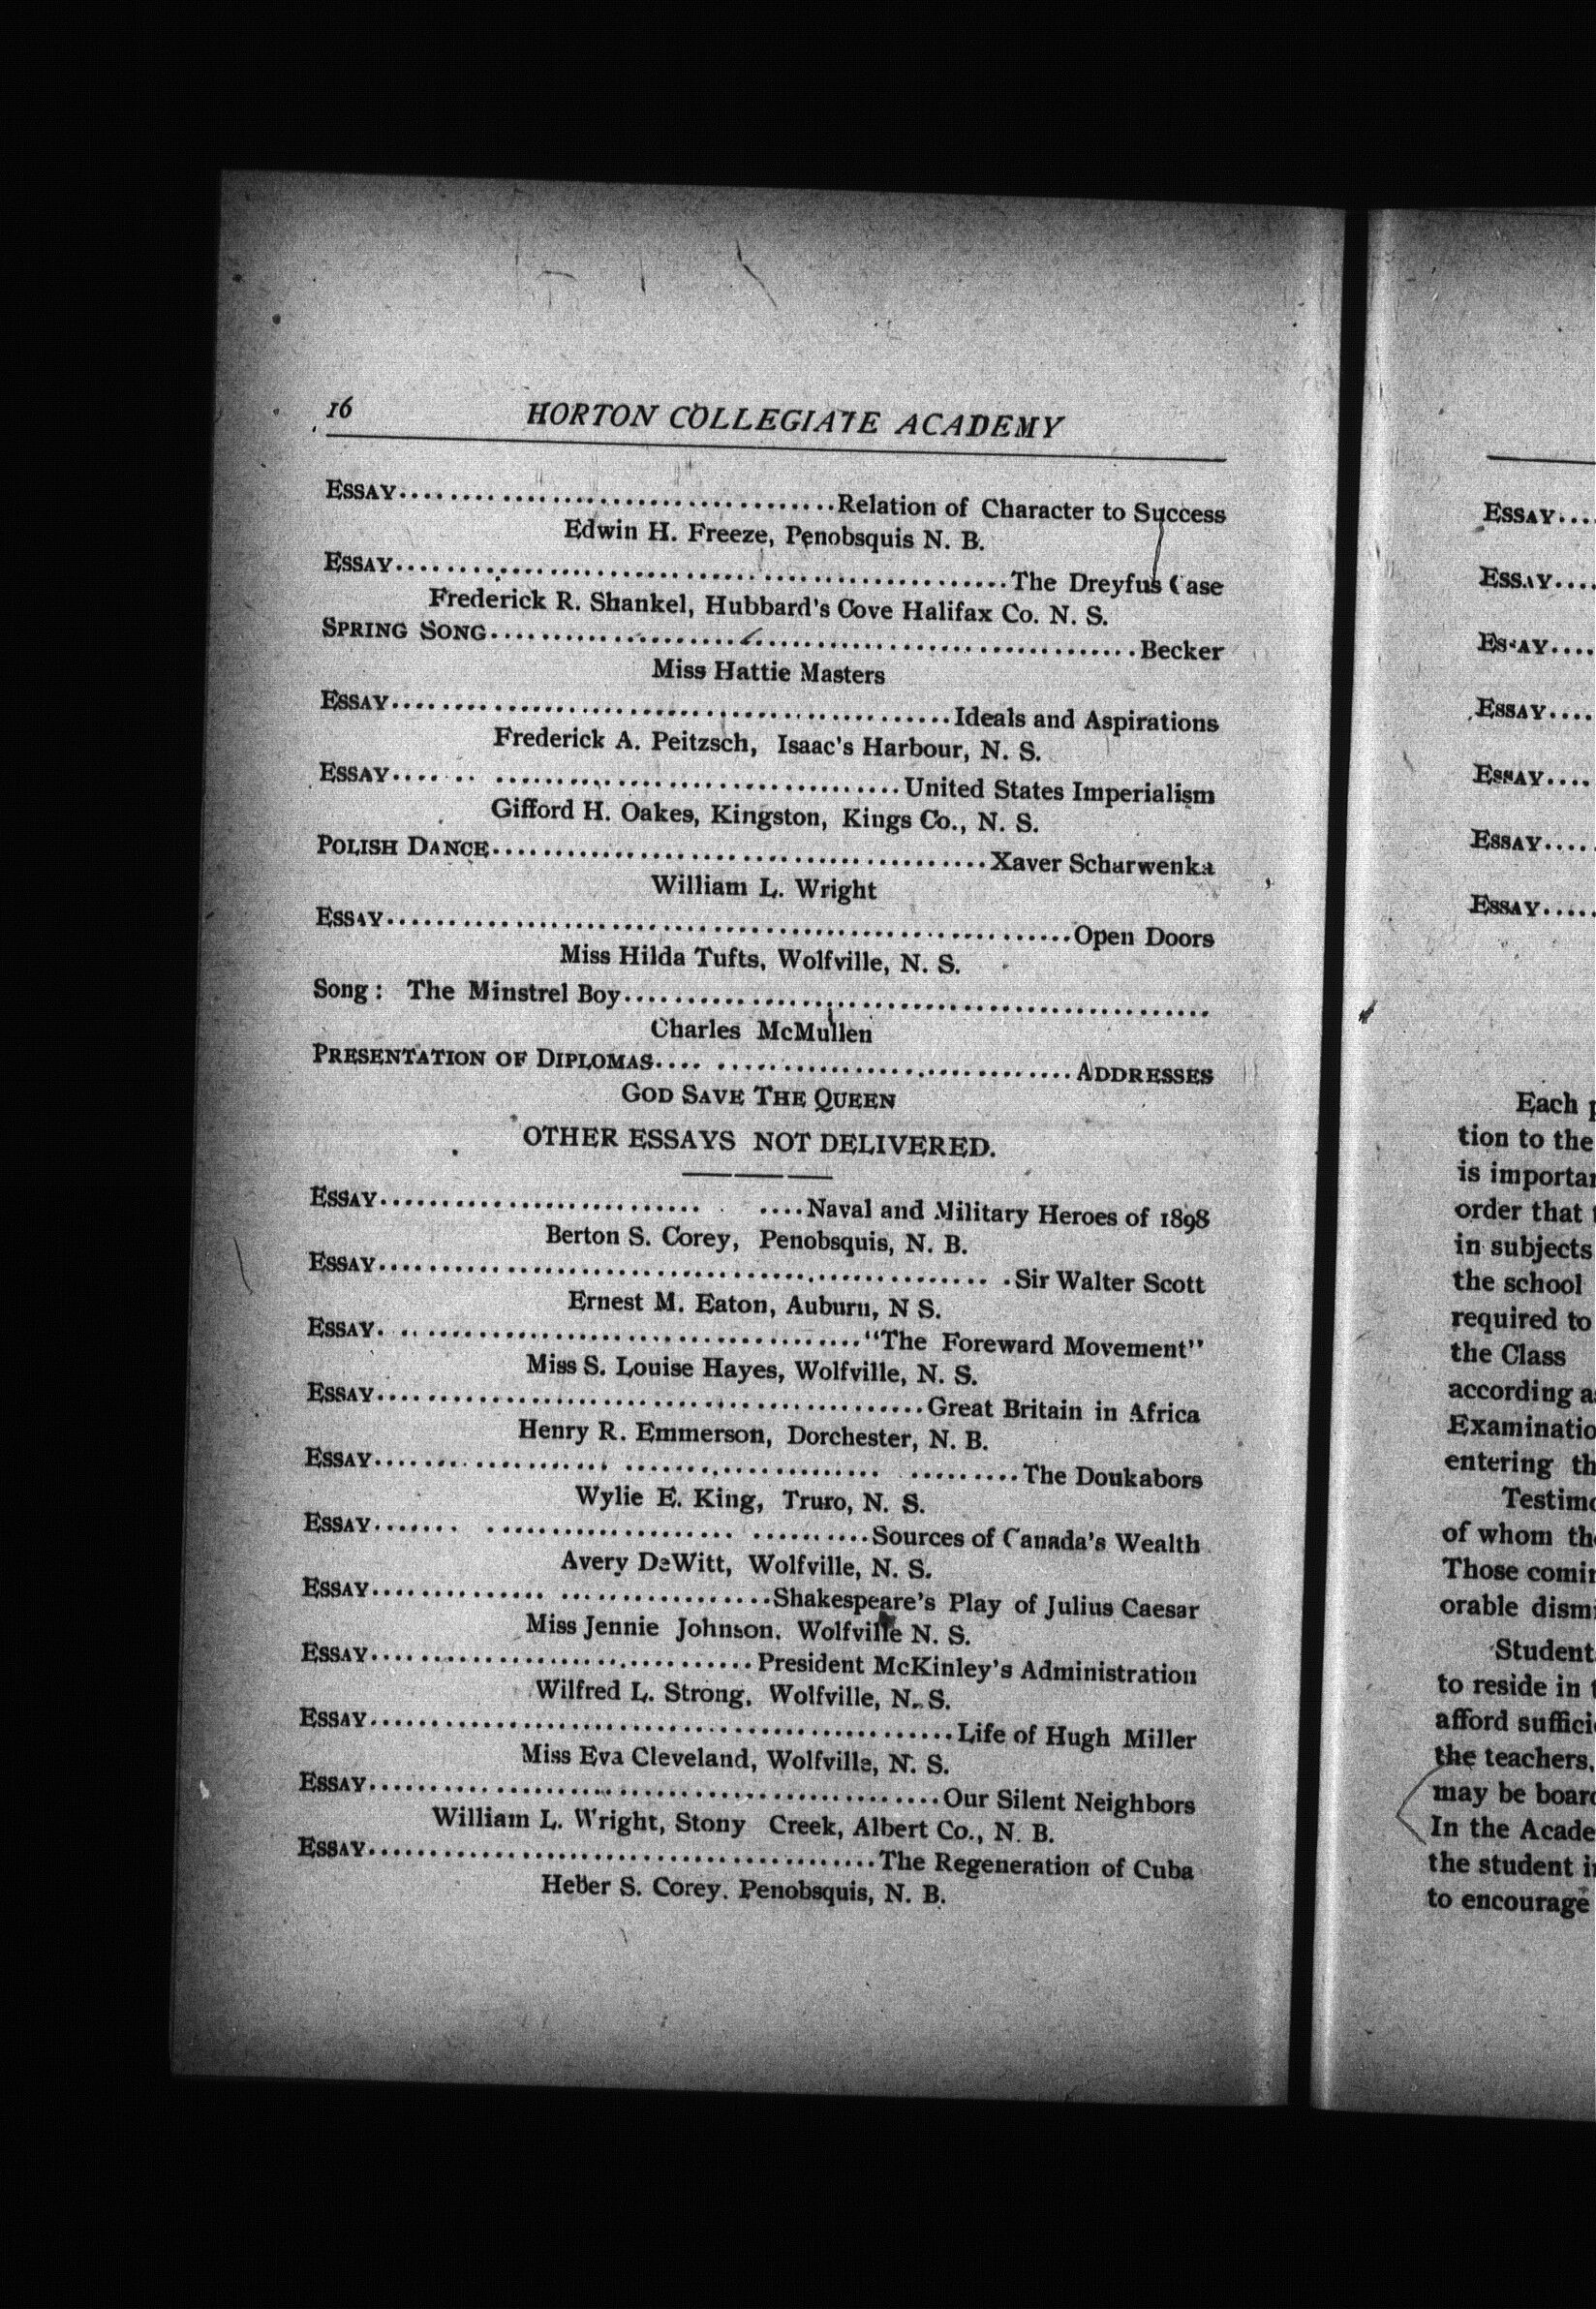 16 HORTON COLLEGIATE ACADEMY
ESSAY..................................Relation of Character to Success
Edwin H. Freeze, Penobsquis N. B.
ESSAY................................................The Dreyfus Case
Frederick R. Shankel, Hubbard's Cove Halifax Co. N. S.
SPRING SONG..................................................Becker
Miss Hattie Masters
ESSAY............................................Ideals and Aspirations
Frederick A. Peitzsch, Isaac's Harbour, N. S.
ESSAY....... ................................United States Imperialism
Gifford H. Oakes, Kingston, Kings Co., N. S.
POLISH DANCE.......................................Xaver Scharwenka
William L. Wright
ESSAY......................................................Open Doors
Miss Hilda Tufts, Wolfville, N. S.
Song: The Minstrel Boy..............................................
Charles McMullen
PRESENTATION OF DIPLOMAS.... ............................ADDRESSES
GOD SAVE THE QUEEN
OTHER ESSAYS NOT DELIVERED.
ESSAY.......................... ....Naval and Military Heroes of 1898
Berton S. Corey, Penobsquis, N. B.
ESSAY................................................ .Sir Walter Scott
Ernest M. Eaton, Auburn, N S.
ESSAY. .. ..................................."The Foreward Movement"
Miss S. Louise Hayes, Wolfville, N. S.
ESSAY...........................................Great Britain in Africa
Henry R. Emmerson, Dorchester, N. B.
ESSAY................... .................... .........The Doukabors
Wylie E. King, Truro, N. S.
ESSAY....... .................... ..........Sources of Canada's Wealth
Avery DeWitt, Wolfville, N. S.
ESSAY.............. .................Shakespeare's Play of Julius Caesar
Miss Jennie Johnson. Wolfville N. S.
ESSAY...............................President McKinley's Administration
Wilfred L. Strong. Wolfville, N. S.
ESSAY..............................................Life of Hugh Miller
Miss Eva Cleveland, Wolfville, N. S.
ESSAY.............................................Our Silent Neighbors
William L. Wright, Stony Creek, Albert Co., N. B.
ESSAY........................................The Regeneration of Cuba
Heber S. Corey. Penobsquis, N. B.
ESSAY...
ESSAY....
ESSAY....
ESSAY....
ESSAY....
ESSAY....
ESSAY....
Each
tion to the
is
order that
in subjects
the school
required to
the Class
according
entering
of whom
Those
orable
to reside in
afford
the teachers.
may be
In the
the student
to encourage